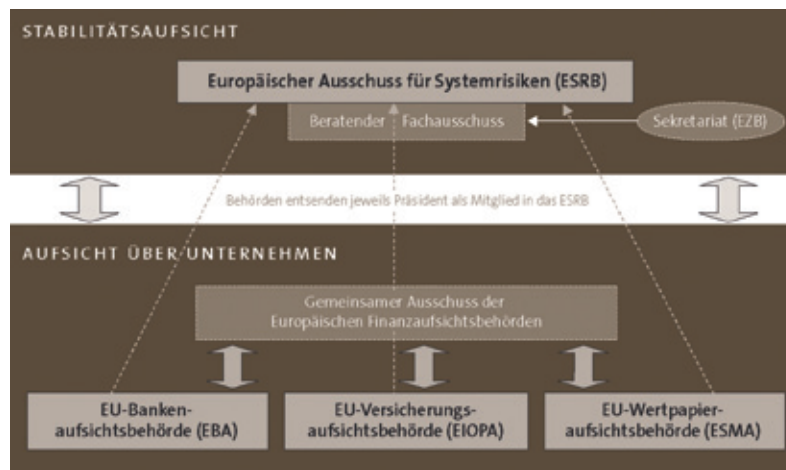 STABILITÄTSAUFSICHT
Europäischer Ausschuss für Systemrisiken (ESRB)
Beratender Fachausschuss
Sekretariat (EZB)
Behörden entsenden jeweils Präsident als Mitglied in das ESRB
AUFSICHT ÜBER UNTERNEHMEN
Gemeinsamer Ausschuss der
Europäischen Finanzaufsichtsbehörden
EU-Banken-
aufsichtsbehörde (EBA)
EU-Versicherungs-
aufsichtsbehörde (EIOPA)
EU-Wertpapier-
aufsichtsbehörde (ESMA)